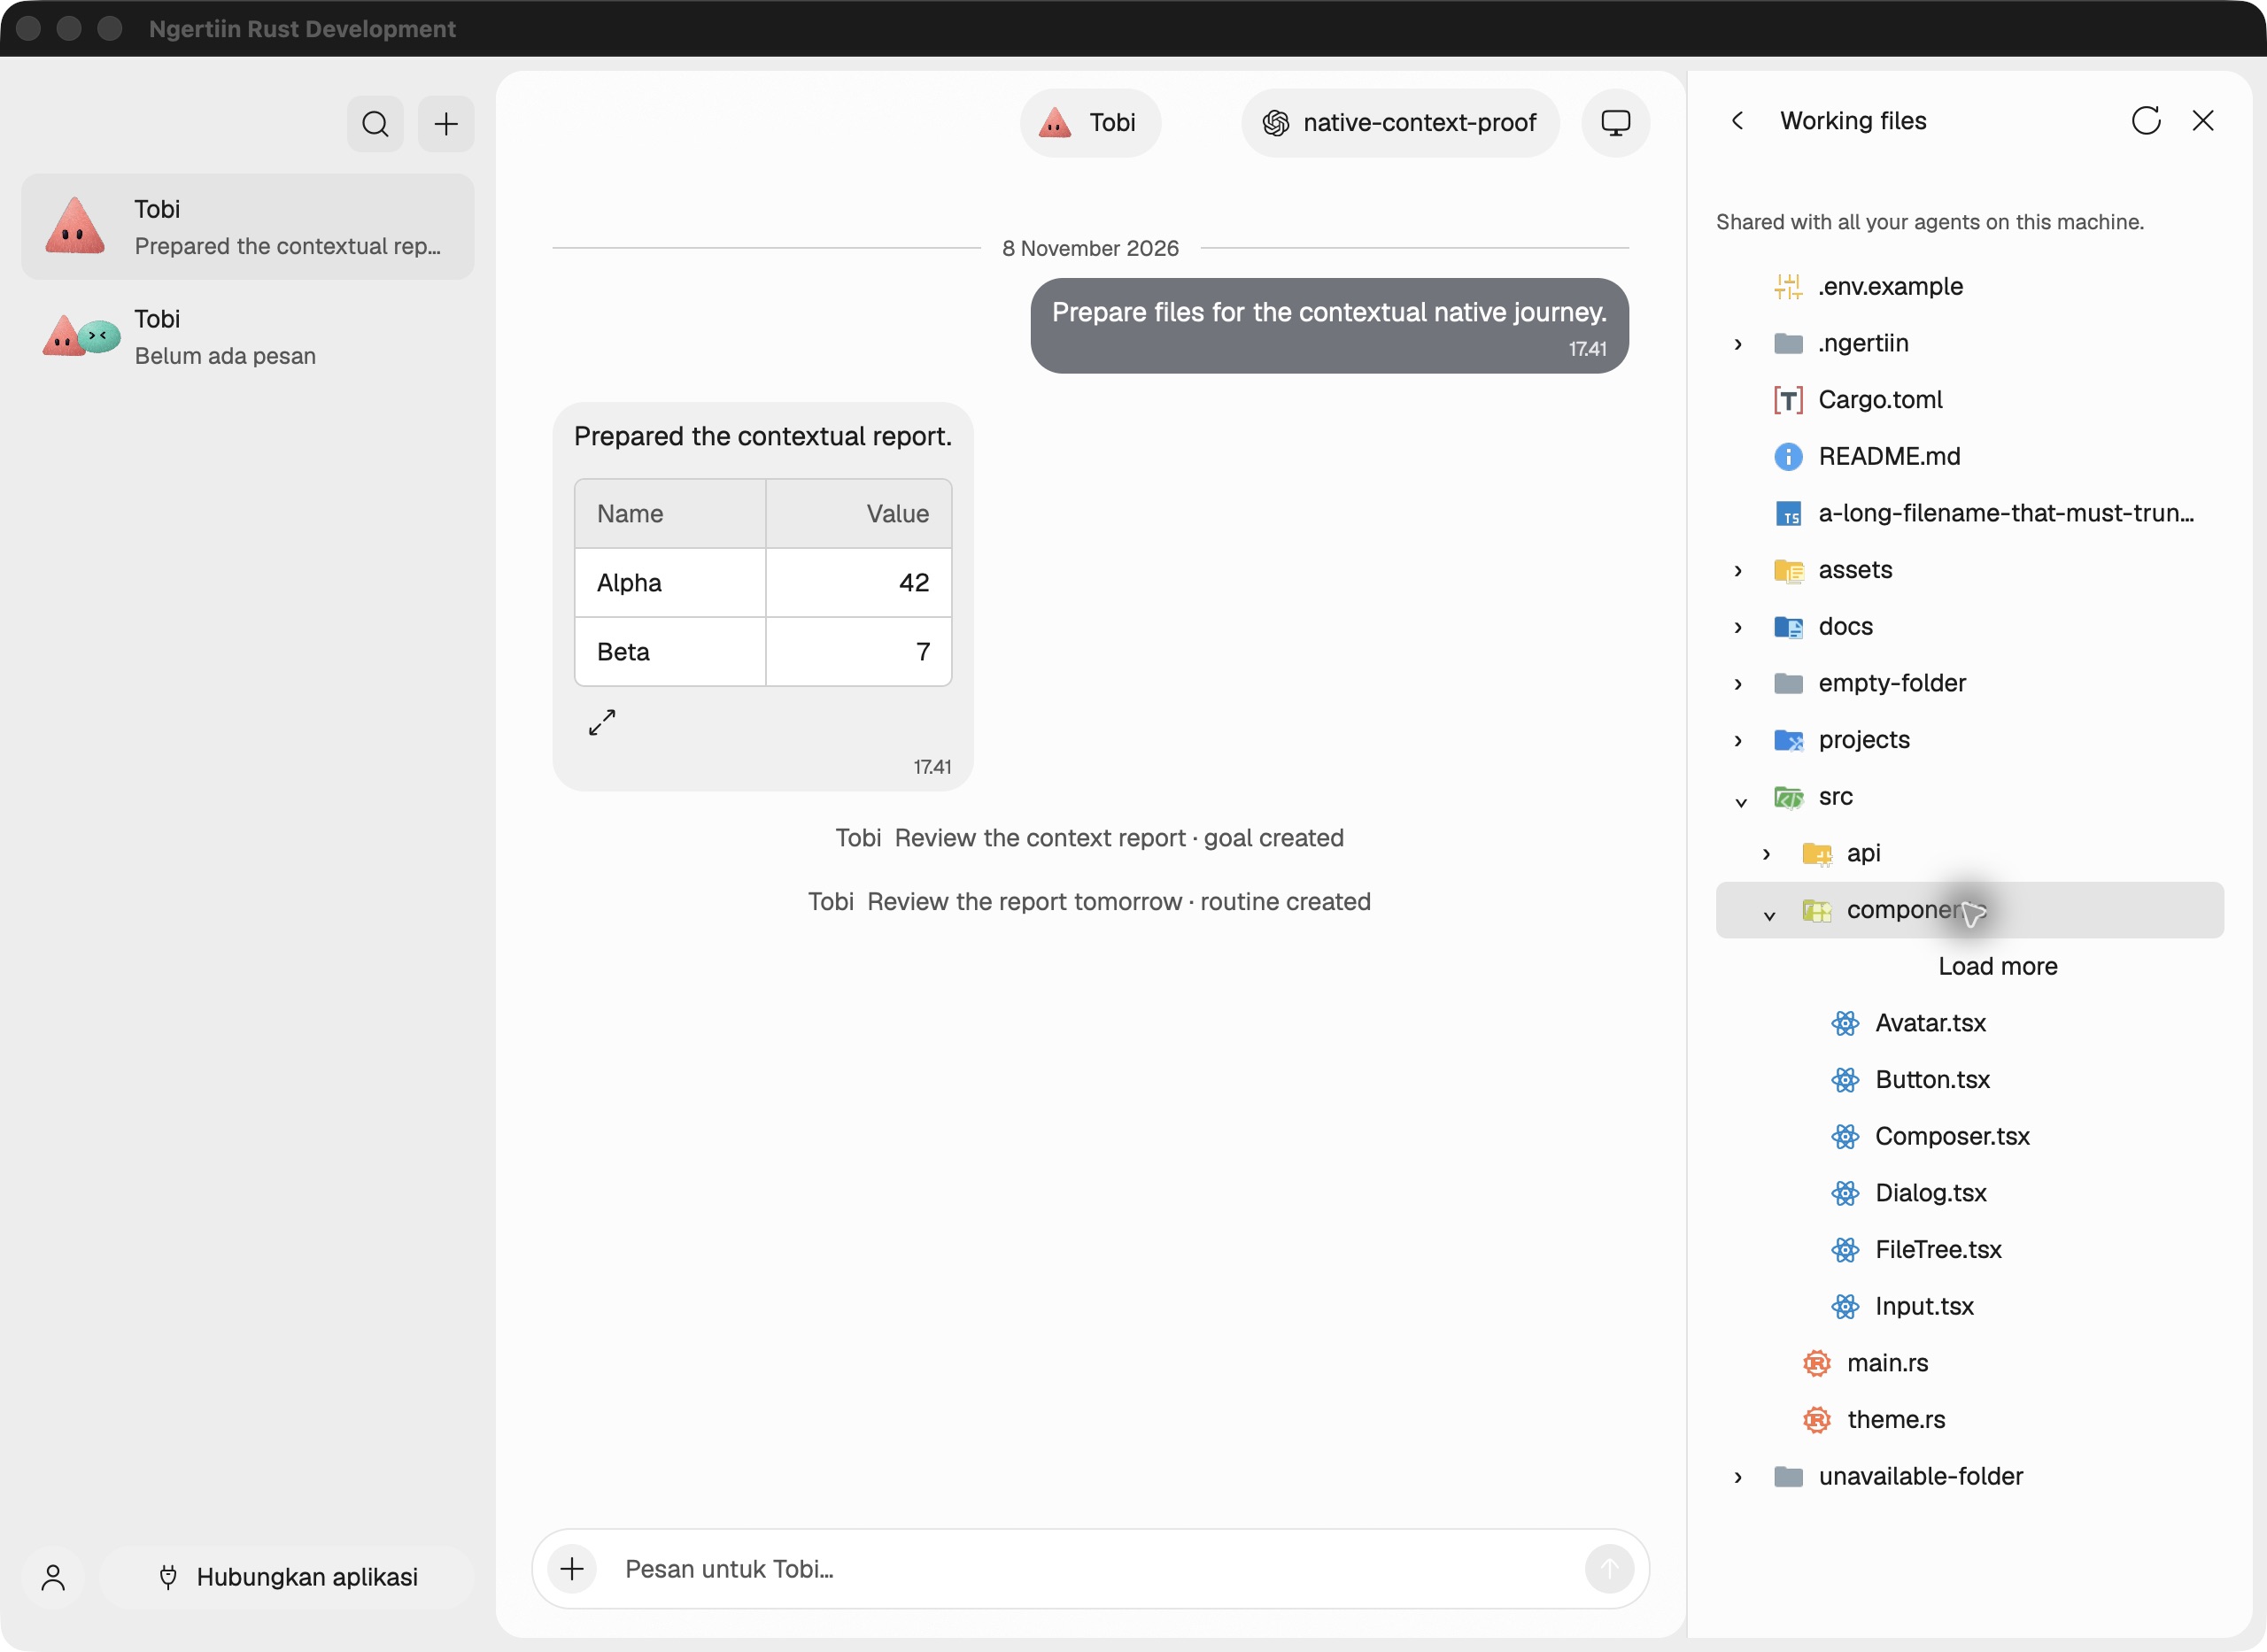 Ngertiin Rust Development
Tobi
Prepared the contextual rep...
Tobi
Belum ada pesan
Hubungkan aplikasi
Tobi
native-context-proof
8 November 2026
Prepare files for the contextual native journey.
17.41
Prepared the contextual report.
Name Value
Alpha 42
Beta 7
17.41
Tobi Review the context report · goal created
Tobi Review the report tomorrow · routine created
Pesan untuk Tobi...
Working files
Shared with all your agents on this machine.
.env.example
.ngertiin
Cargo.toml
README.md
a-long-filename-that-must-trun...
assets
docs
empty-folder
projects
src
api
Load more
Avatar.tsx
Button.tsx
Composer.tsx
Dialog.tsx
FileTree.tsx
Input.tsx
main.rs
theme.rs
unavailable-folder